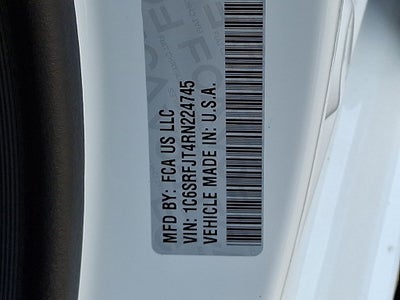 MFD BY: FCA US LLC
VIN: 1C6SRFJT4RN224745
VEHICLE MADE IN: U.S.A.